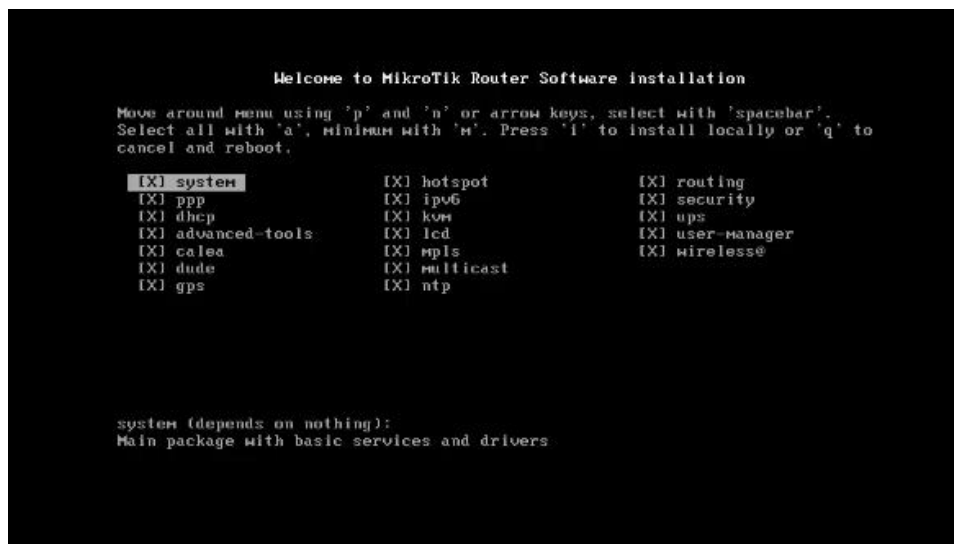 Welcome to MikroTik Router Software installation
Move around menu using 'p' and 'n' or arrow keys, select with 'spacebar'.
Select all with 'a', minimum with 'm'. Press 'i' to install locally or 'q' to
cancel and reboot.
[X] system [X] hotspot [X] routing
[X] ppp [X] ipv6 [X] security
[X] dhcp [X] kvm [X] ups
[X] advanced-tools [X] lcd [X] user-manager
[X] calea [X] mpls [X] wireless@
[X] dude [X] multicast
[X] gps [X] ntp
system (depends on nothing):
Main package with basic services and drivers